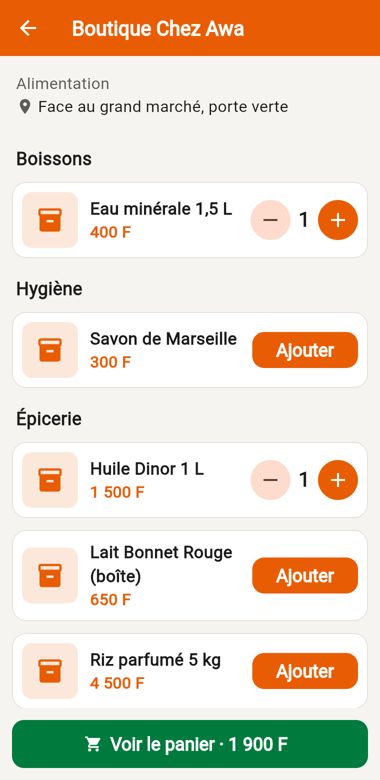 Boutique Chez Awa
Alimentation
Face au grand marché, porte verte
Boissons
Eau minérale 1,5 L
400 F
1
Hygiène
Savon de Marseille
300 F
Ajouter
Épicerie
Huile Dinor 1 L
1 500 F
1
Lait Bonnet Rouge
(boîte)
650 F
Ajouter
Riz parfumé 5 kg
4 500 F
Ajouter
Voir le panier · 1 900 F